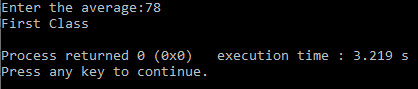 Enter the average:78
First Class
Process returned 0 (0x0)   execution time : 3.219 s
Press any key to continue.